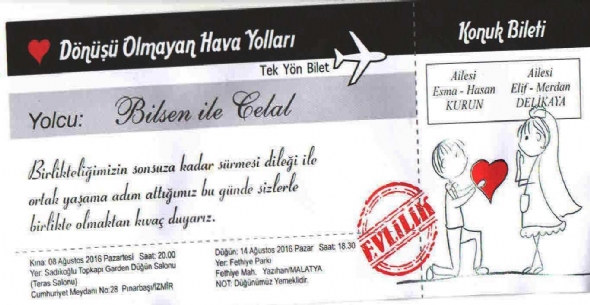 Dönüşü Olmayan Hava Yolları
Tek Yön Bilet
Yolcu: Bilsen ile Celal
Birlikteliğimizin sonsuza kadar sürmesi dileği ile
ortak yaşama adım attığımız bu günde sizlerle
birlikte olmaktan kıvaç duyarız.
Kına: 08 Ağustos 2016 Pazartesi Saat: 20.00
Yer: Sadıkoğlu Topkapı Garden Düğün Salonu
(Teras Salonu)
Cumhuriyet Meydanı No:28 Pınarbaşı/İZMİR
Düğün: 14 Ağustos 2016 Pazar Saat: 18.30
Yer: Fethiye Parkı
Fethiye Mah. Yazıhan/MALATYA
NOT: Düğünümüz Yemeklidir.
EVLİLİK
Konuk Bileti
Ailesi
Esma - Hasan
KURUN
Ailesi
Elif - Merdan
DELİKAYA